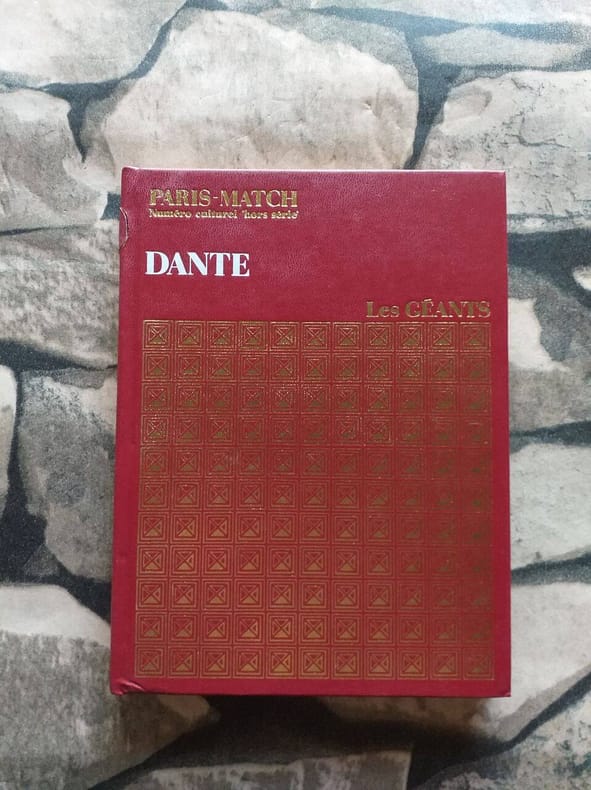 PARIS-MATCH
Numéro culturel 'hors série'
DANTE
Les GÉANTS